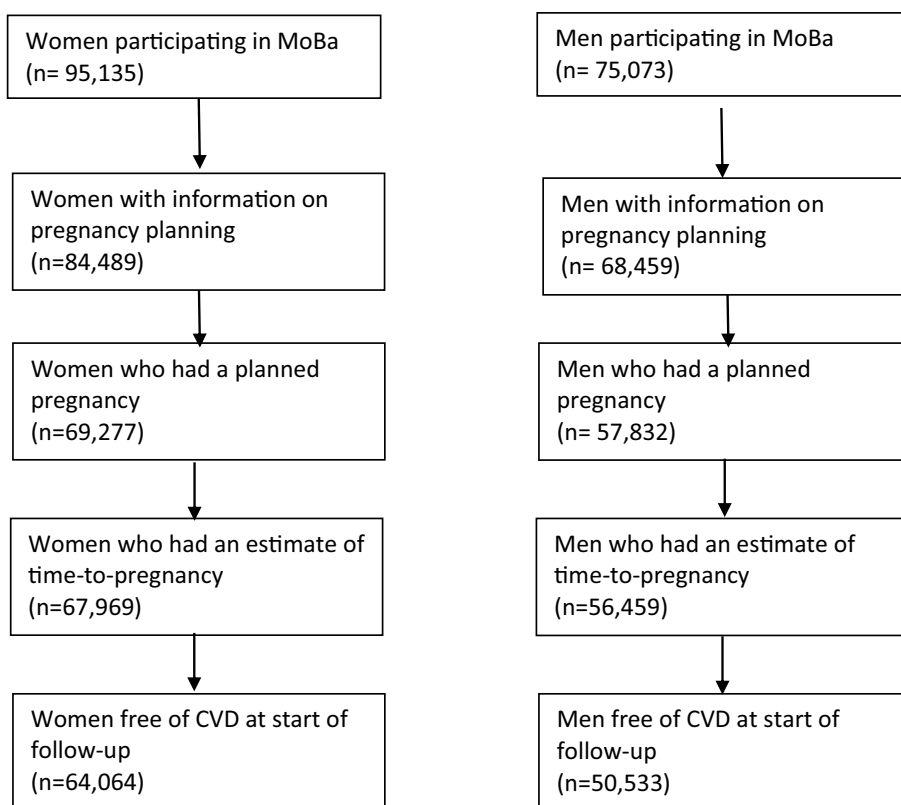 Women participating in MoBa
(n= 95,135)
Women with information on
pregnancy planning
(n=84,489)
Women who had a planned
pregnancy
(n=69,277)
Women who had an estimate of
time-to-pregnancy
(n=67,969)
Women free of CVD at start of
follow-up
(n=64,064)
Men participating in MoBa
(n= 75,073)
Men with information on
pregnancy planning
(n= 68,459)
Men who had a planned
pregnancy
(n= 57,832)
Men who had an estimate of
time-to-pregnancy
(n=56,459)
Men free of CVD at start of
follow-up
(n=50,533)